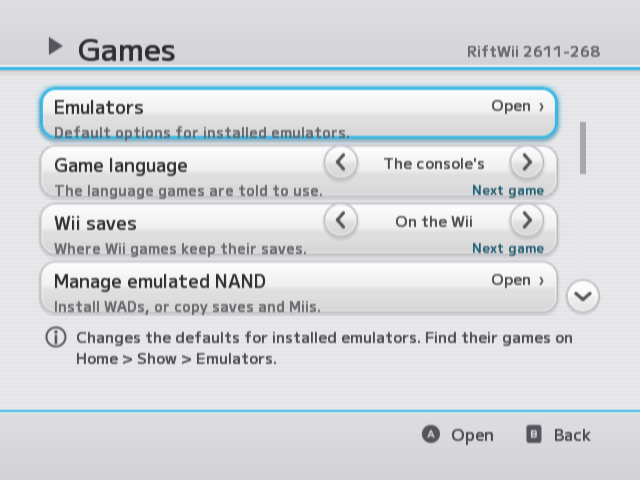 Games
RiftWii 2611-268
Emulators
Open ›
Default options for installed emulators.
Game language
The console's
The language games are told to use.
Next game
Wii saves
On the Wii
Where Wii games keep their saves.
Next game
Manage emulated NAND
Open ›
Install WADs, or copy saves and Miis.
Changes the defaults for installed emulators. Find their games on
Home > Show > Emulators.
A Open
B Back